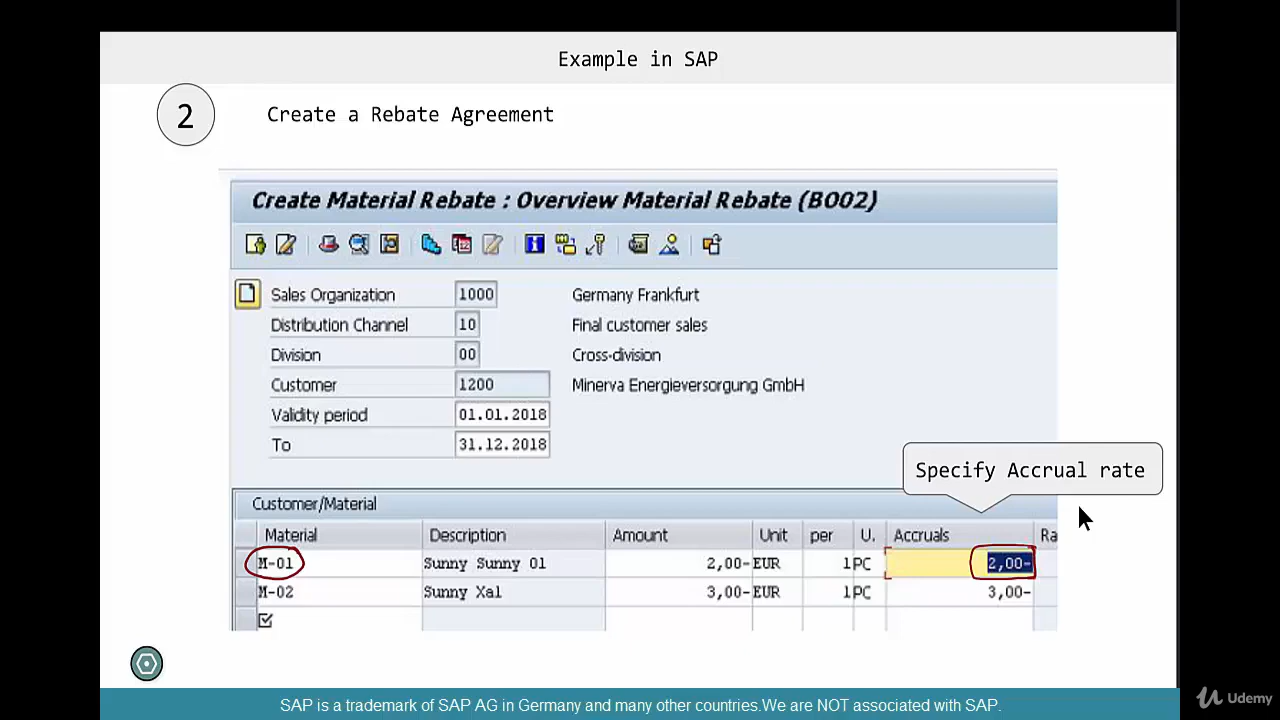 Example in SAP
2
Create a Rebate Agreement
Create Material Rebate : Overview Material Rebate (BO02)
Sales Organization 1000 Germany Frankfurt
Distribution Channel 10 Final customer sales
Division 00 Cross-division
Customer 1200 Minerva Energieversorgung GmbH
Validity period 01.01.2018
To 31.12.2018
Specify Accrual rate
Customer/Material
Material Description Amount Unit per U. Accruals Ra
M-01 Sunny Sunny 01 2,00- EUR 1 PC 2,00-
M-02 Sunny Xa1 3,00- EUR 1 PC 3,00-
SAP is a trademark of SAP AG in Germany and many other countries.We are NOT associated with SAP.
Udemy